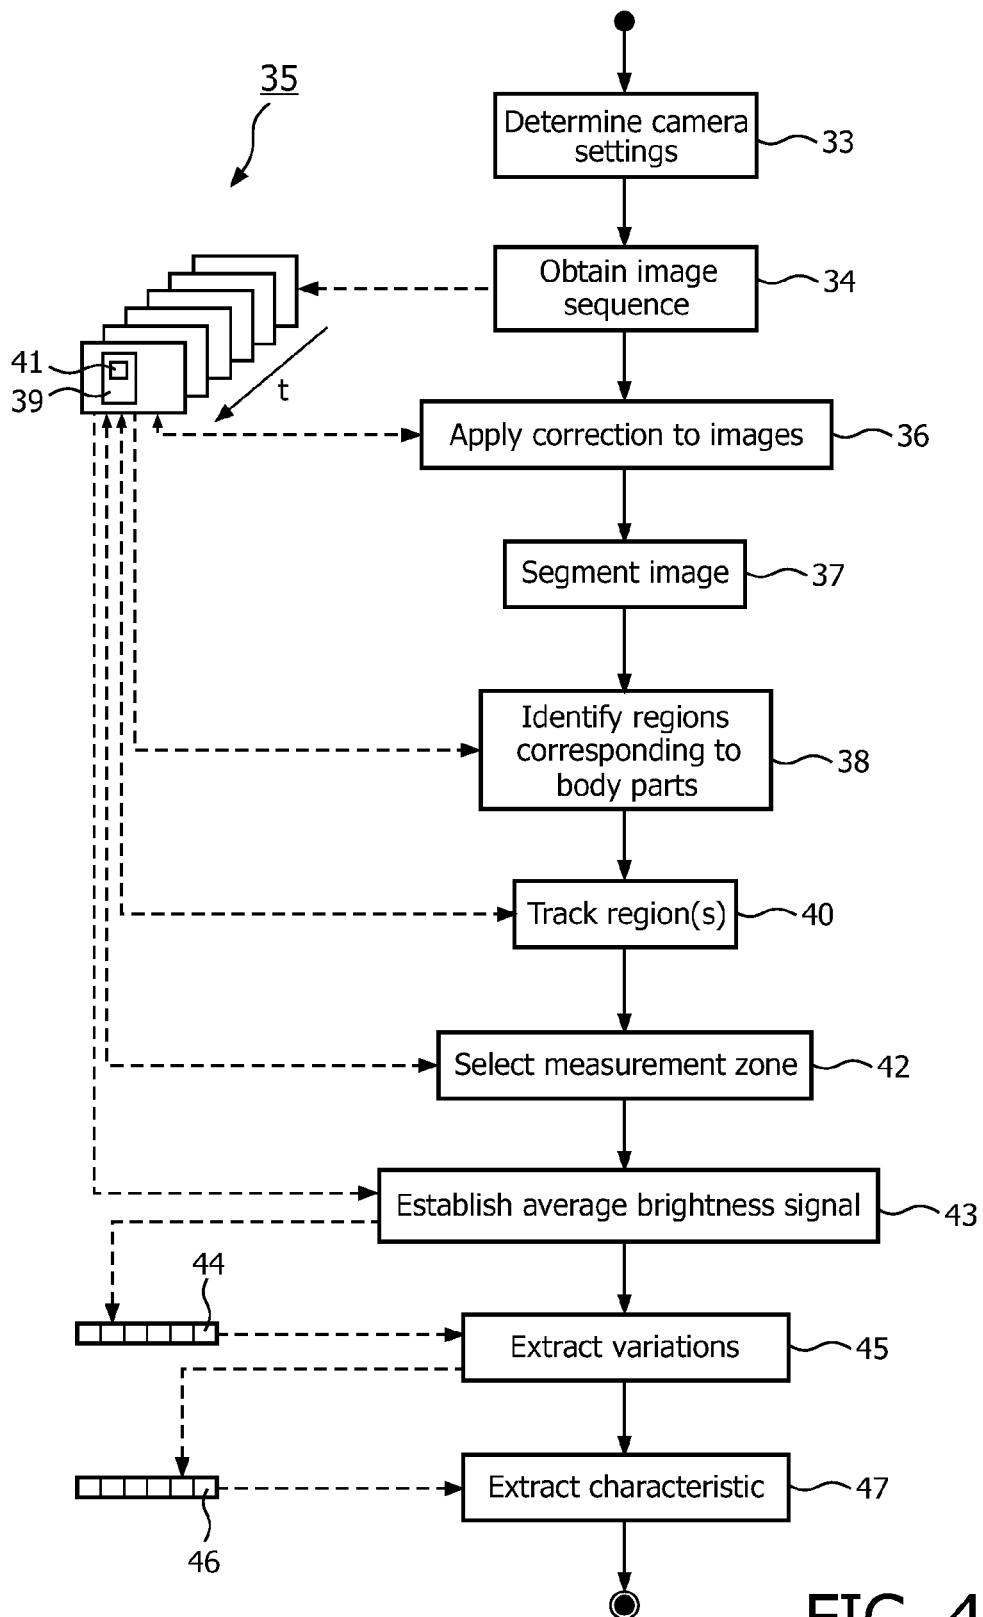 35
Determine camera
settings
33
Obtain image
sequence
34
41
39
t
Apply correction to images
36
Segment image
37
Identify regions
corresponding to
body parts
38
Track region(s)
40
Select measurement zone
42
Establish average brightness signal
43
44
Extract variations
45
Extract characteristic
47
46
FIG. 4